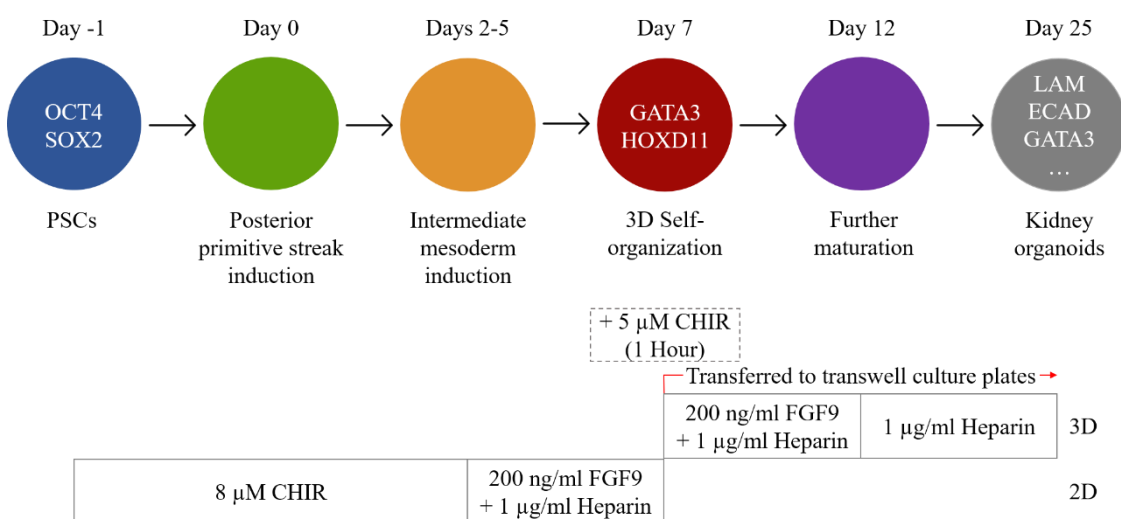 Day -1
Day 0
Days 2-5
Day 7
Day 12
Day 25
OCT4
SOX2
GATA3
HOXD11
LAM
ECAD
GATA3
...
PSCs
Posterior
primitive streak
induction
Intermediate
mesoderm
induction
3D Self-
organization
Further
maturation
Kidney
organoids
+ 5 µM CHIR
(1 Hour)
Transferred to transwell culture plates
200 ng/ml FGF9
+ 1 µg/ml Heparin
1 µg/ml Heparin
3D
8 µM CHIR
200 ng/ml FGF9
+ 1 µg/ml Heparin
2D